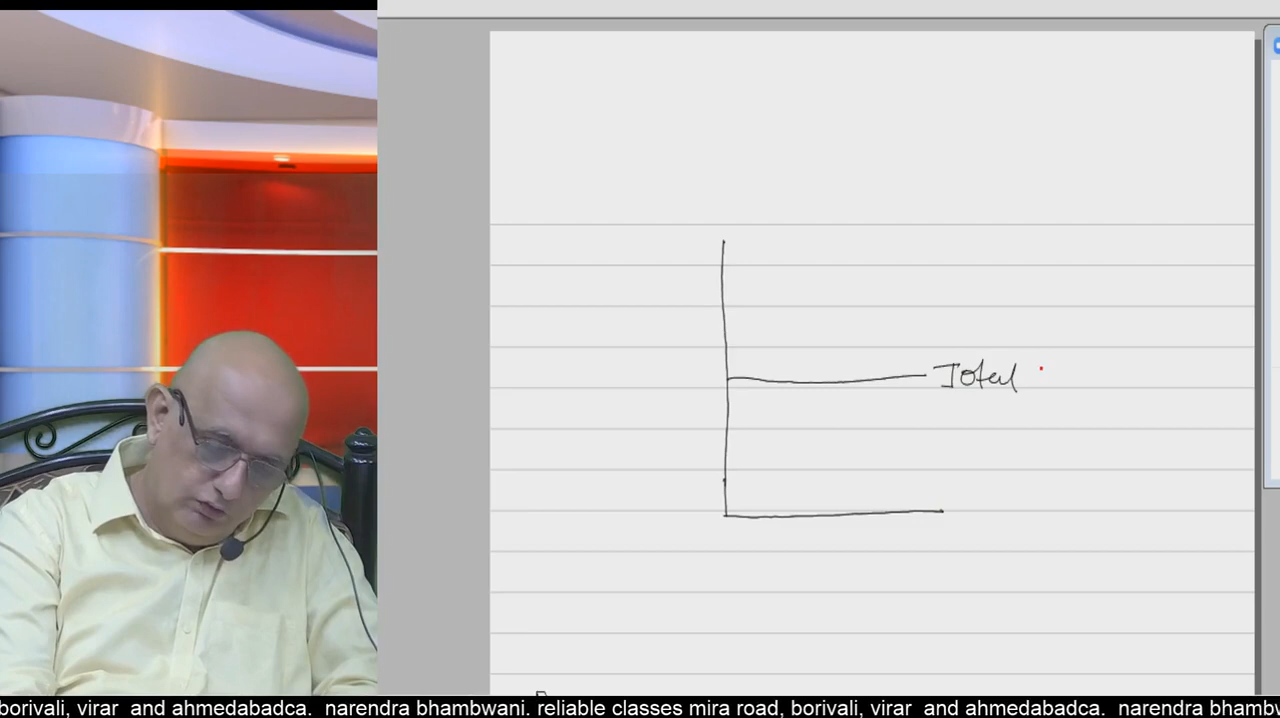 Total
borivali, virar and ahmedabadca. narendra bhambwani. reliable classes mira road, borivali, virar and ahmedabadca. narendra bhambw